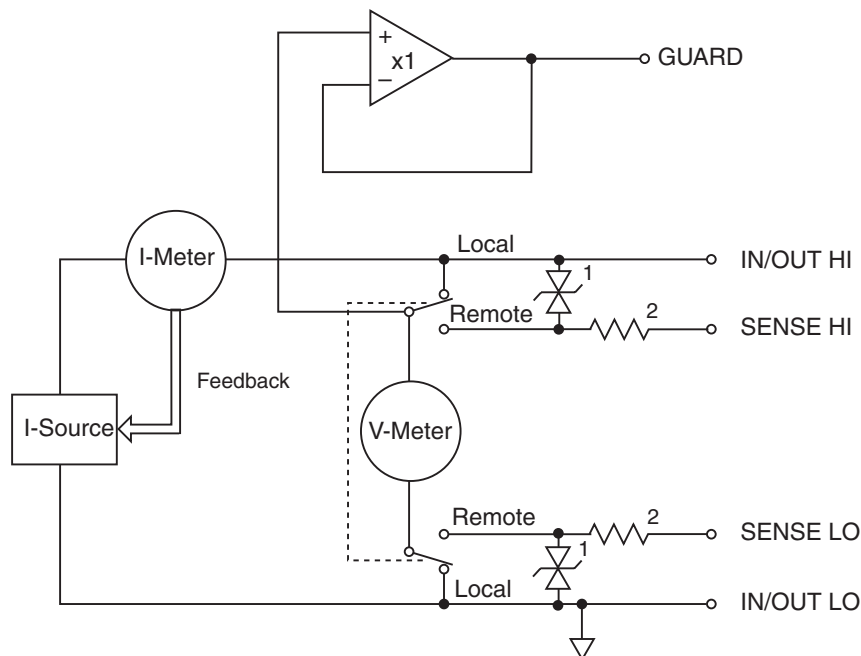 +
x1
−
GUARD
I-Meter
Local
1
IN/OUT HI
Remote
2
SENSE HI
Feedback
I-Source
V-Meter
Remote
2
SENSE LO
1
Local
IN/OUT LO